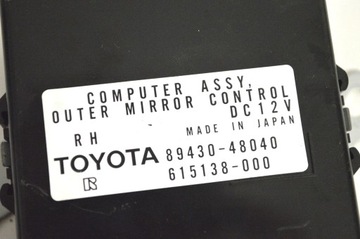 COMPUTER ASSY,
OUTER MIRROR CONTROL
DC12V
RH
MADE IN JAPAN
TOYOTA 89430-48040
R 615138-000